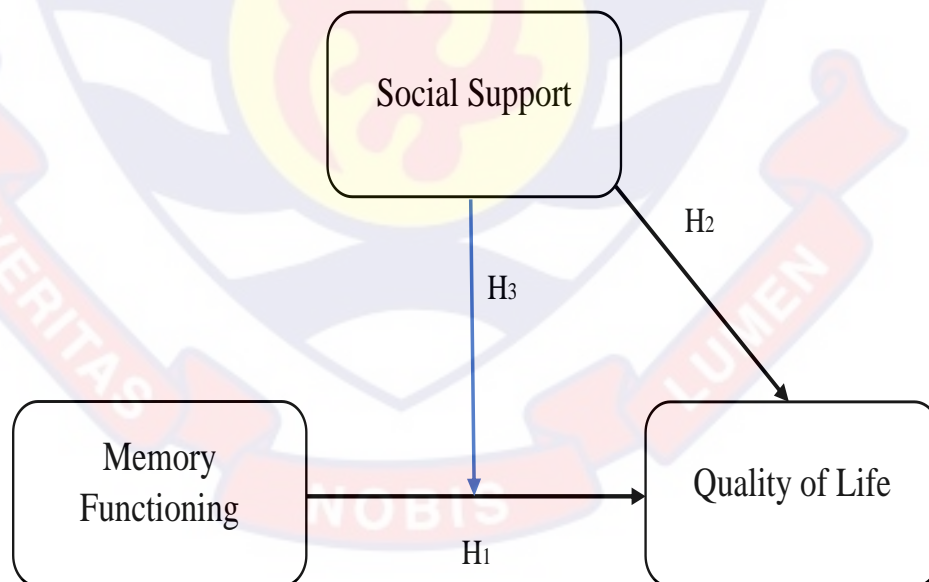 Social Support
H2
H3
Memory
Functioning
Quality of Life
H1
VERITAS
NOBIS
LUMEN